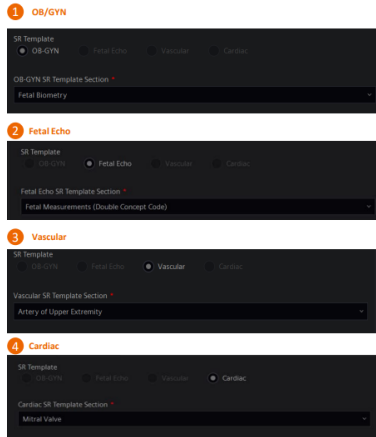 1 OB/GYN
SR Template
OB-GYN Fetal Echo Vascular Cardiac
OB-GYN SR Template Section *
Fetal Biometry
2 Fetal Echo
SR Template
OB-GYN Fetal Echo Vascular Cardiac
Fetal Echo SR Template Section *
Fetal Measurements (Double Concept Code)
3 Vascular
SR Template
OB-GYN Fetal Echo Vascular Cardiac
Vascular SR Template Section *
Artery of Upper Extremity
4 Cardiac
SR Template
OB-GYN Fetal Echo Vascular Cardiac
Cardiac SR Template Section *
Mitral Valve